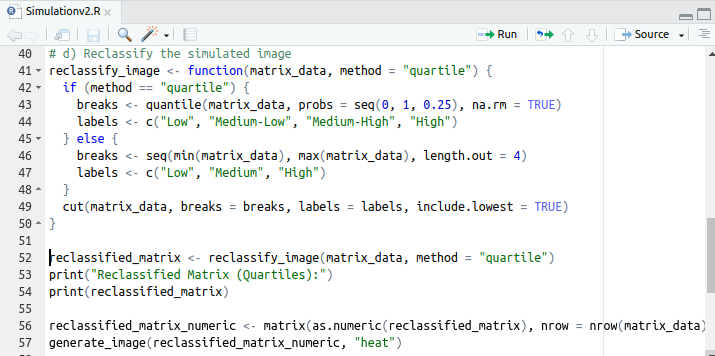 Simulationv2.R
Run
Source
40 # d) Reclassify the simulated image
41 reclassify_image <- function(matrix_data, method = "quartile") {
42   if (method == "quartile") {
43     breaks <- quantile(matrix_data, probs = seq(0, 1, 0.25), na.rm = TRUE)
44     labels <- c("Low", "Medium-Low", "Medium-High", "High")
45   } else {
46     breaks <- seq(min(matrix_data), max(matrix_data), length.out = 4)
47     labels <- c("Low", "Medium", "High")
48   }
49   cut(matrix_data, breaks = breaks, labels = labels, include.lowest = TRUE)
50 }
51
52 reclassified_matrix <- reclassify_image(matrix_data, method = "quartile")
53 print("Reclassified Matrix (Quartiles):")
54 print(reclassified_matrix)
55
56 reclassified_matrix_numeric <- matrix(as.numeric(reclassified_matrix), nrow = nrow(matrix_data)
57 generate_image(reclassified_matrix_numeric, "heat")